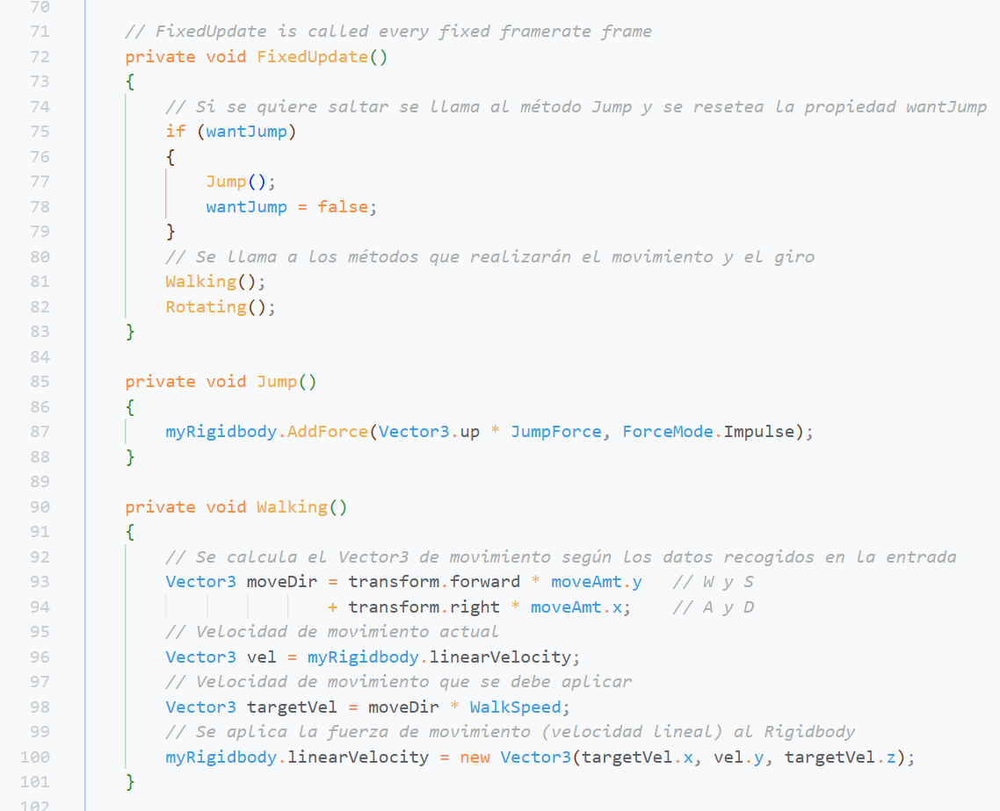 70
71 // FixedUpdate is called every fixed framerate frame
72 private void FixedUpdate()
73 {
74 // Si se quiere saltar se llama al método Jump y se resetea la propiedad wantJump
75 if (wantJump)
76 {
77 Jump();
78 wantJump = false;
79 }
80 // Se llama a los métodos que realizarán el movimiento y el giro
81 Walking();
82 Rotating();
83 }
84
85 private void Jump()
86 {
87 myRigidbody.AddForce(Vector3.up * JumpForce, ForceMode.Impulse);
88 }
89
90 private void Walking()
91 {
92 // Se calcula el Vector3 de movimiento según los datos recogidos en la entrada
93 Vector3 moveDir = transform.forward * moveAmt.y // W y S
94 + transform.right * moveAmt.x; // A y D
95 // Velocidad de movimiento actual
96 Vector3 vel = myRigidbody.linearVelocity;
97 // Velocidad de movimiento que se debe aplicar
98 Vector3 targetVel = moveDir * WalkSpeed;
99 // Se aplica la fuerza de movimiento (velocidad lineal) al Rigidbody
100 myRigidbody.linearVelocity = new Vector3(targetVel.x, vel.y, targetVel.z);
101 }
102